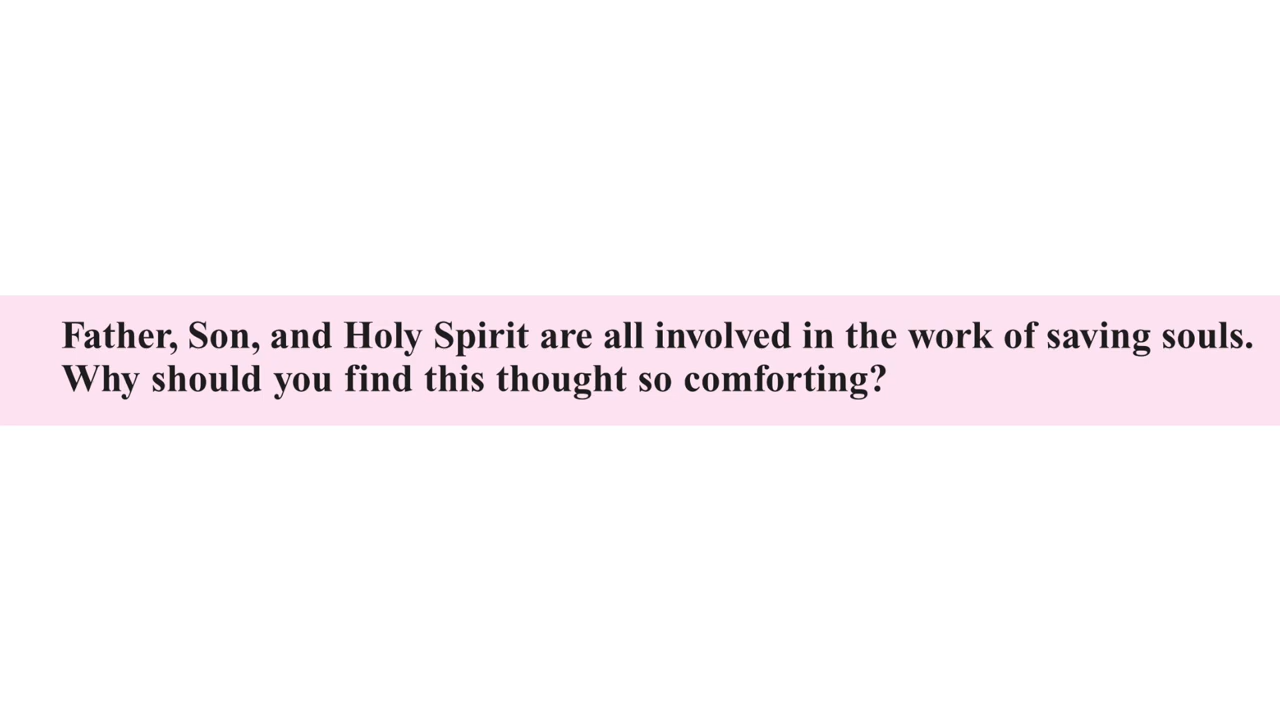 Father, Son, and Holy Spirit are all involved in the work of saving souls.
Why should you find this thought so comforting?